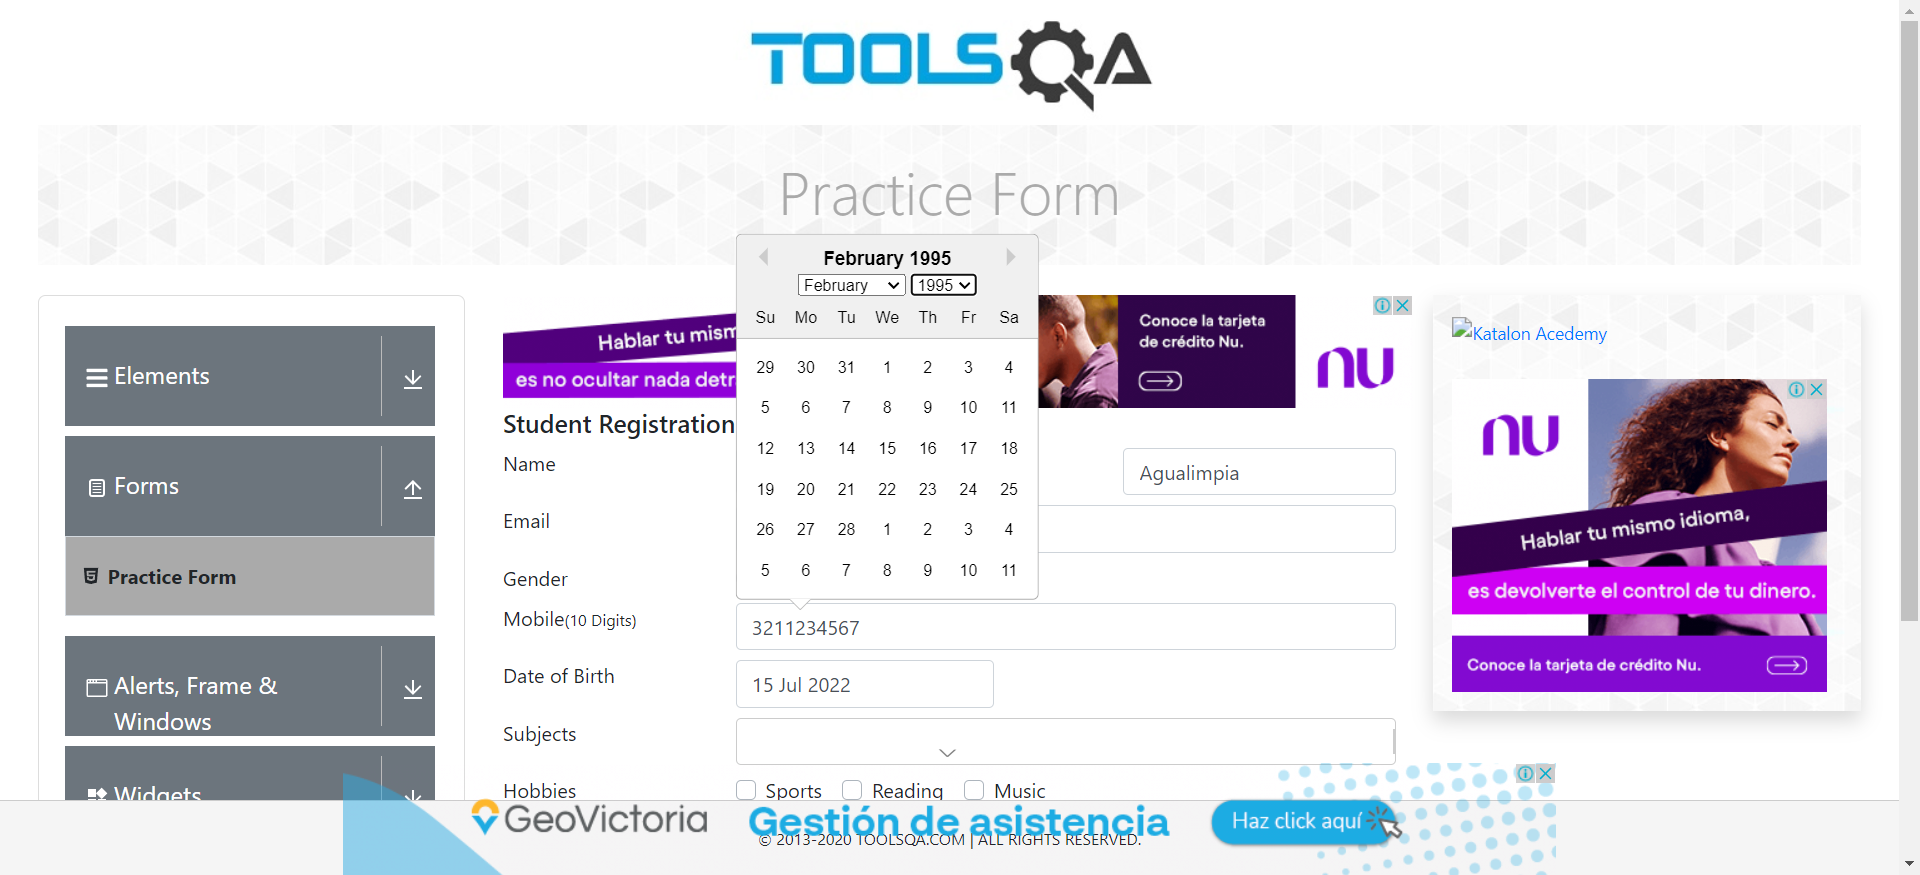 TOOLSQA
Practice Form
February 1995
February 1995
Su Mo Tu We Th Fr Sa
29 30 31 1 2 3 4
5 6 7 8 9 10 11
12 13 14 15 16 17 18
19 20 21 22 23 24 25
26 27 28 1 2 3 4
5 6 7 8 9 10 11
Elements
Forms
Practice Form
Alerts, Frame &
Windows
Widgets
Hablar tu mism
es no ocultar nada detr
Conoce la tarjeta
de crédito Nu.
nu
Student Registration
Name
Agualimpia
Email
Gender
Mobile(10 Digits)
3211234567
Date of Birth
15 Jul 2022
Subjects
Hobbies
Sports Reading Music
Katalon Acedemy
nu
Hablar tu mismo idioma,
es devolverte el control de tu dinero.
Conoce la tarjeta de crédito Nu.
GeoVictoria
Gestión de asistencia
Haz click aquí
© 2013-2020 TOOLSQA.COM | ALL RIGHTS RESERVED.